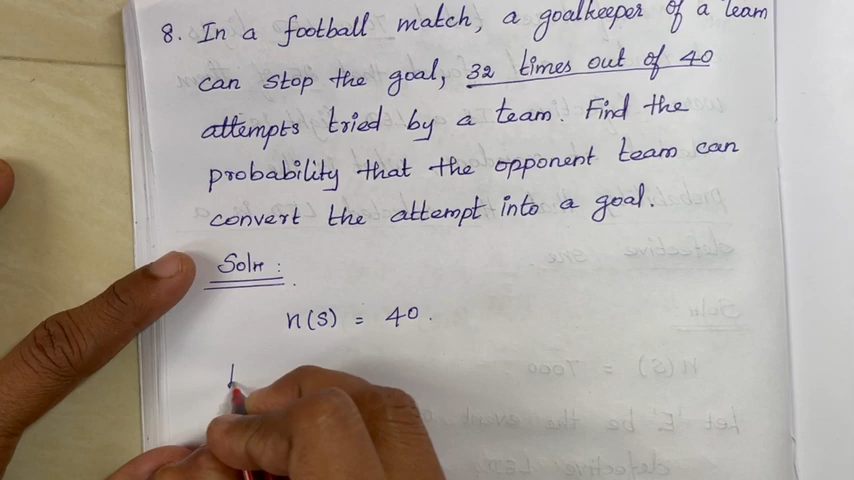 8. In a football match, a goalkeeper of a team
can stop the goal, 32 times out of 40
attempts tried by a team. Find the
probability that the opponent team can
convert the attempt into a goal.
Soln :
n(S) = 40.